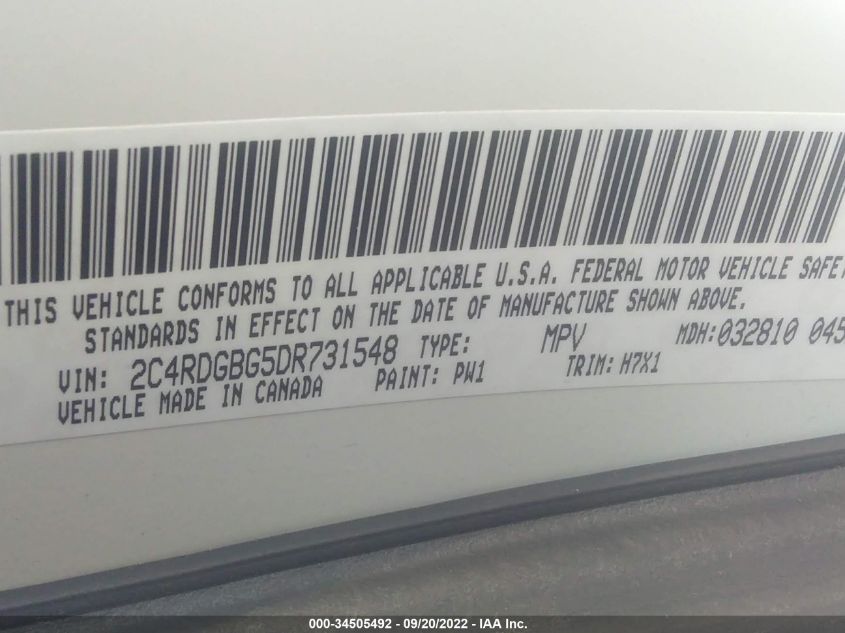 THIS VEHICLE CONFORMS TO ALL APPLICABLE U.S.A. FEDERAL MOTOR VEHICLE SAFET
STANDARDS IN EFFECT ON THE DATE OF MANUFACTURE SHOWN ABOVE.
VIN: 2C4RDGBG5DR731548 TYPE: MPV MDH:032810 045
VEHICLE MADE IN CANADA PAINT: PW1 TRIM: H7X1
000-34505492 - 09/20/2022 - IAA Inc.